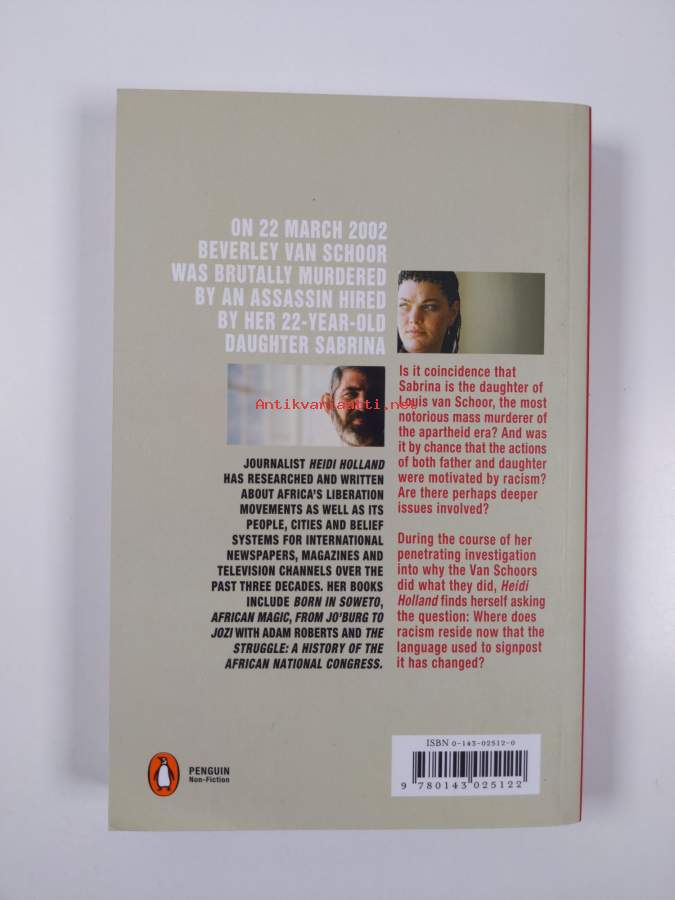 ON 22 MARCH 2002
BEVERLEY VAN SCHOOR
WAS BRUTALLY MURDERED
BY AN ASSASSIN HIRED
BY HER 22-YEAR-OLD
DAUGHTER SABRINA
Antikvariaatti.net
JOURNALIST HEIDI HOLLAND
HAS RESEARCHED AND WRITTEN
ABOUT AFRICA'S LIBERATION
MOVEMENTS AS WELL AS ITS
PEOPLE, CITIES AND BELIEF
SYSTEMS FOR INTERNATIONAL
NEWSPAPERS, MAGAZINES AND
TELEVISION CHANNELS OVER THE
PAST THREE DECADES. HER BOOKS
INCLUDE BORN IN SOWETO,
AFRICAN MAGIC, FROM JO'BURG TO
JOZI WITH ADAM ROBERTS AND THE
STRUGGLE: A HISTORY OF THE
AFRICAN NATIONAL CONGRESS.
Is it coincidence that
Sabrina is the daughter of
Louis van Schoor, the most
notorious mass murderer of
the apartheid era? And was
it by chance that the actions
of both father and daughter
were motivated by racism?
Are there perhaps deeper
issues involved?
During the course of her
penetrating investigation
into why the Van Schoors
did what they did, Heidi
Holland finds herself asking
the question: Where does
racism reside now that the
language used to signpost
it has changed?
PENGUIN
Non-Fiction
ISBN 0-143-02512-0
9 780143 025122